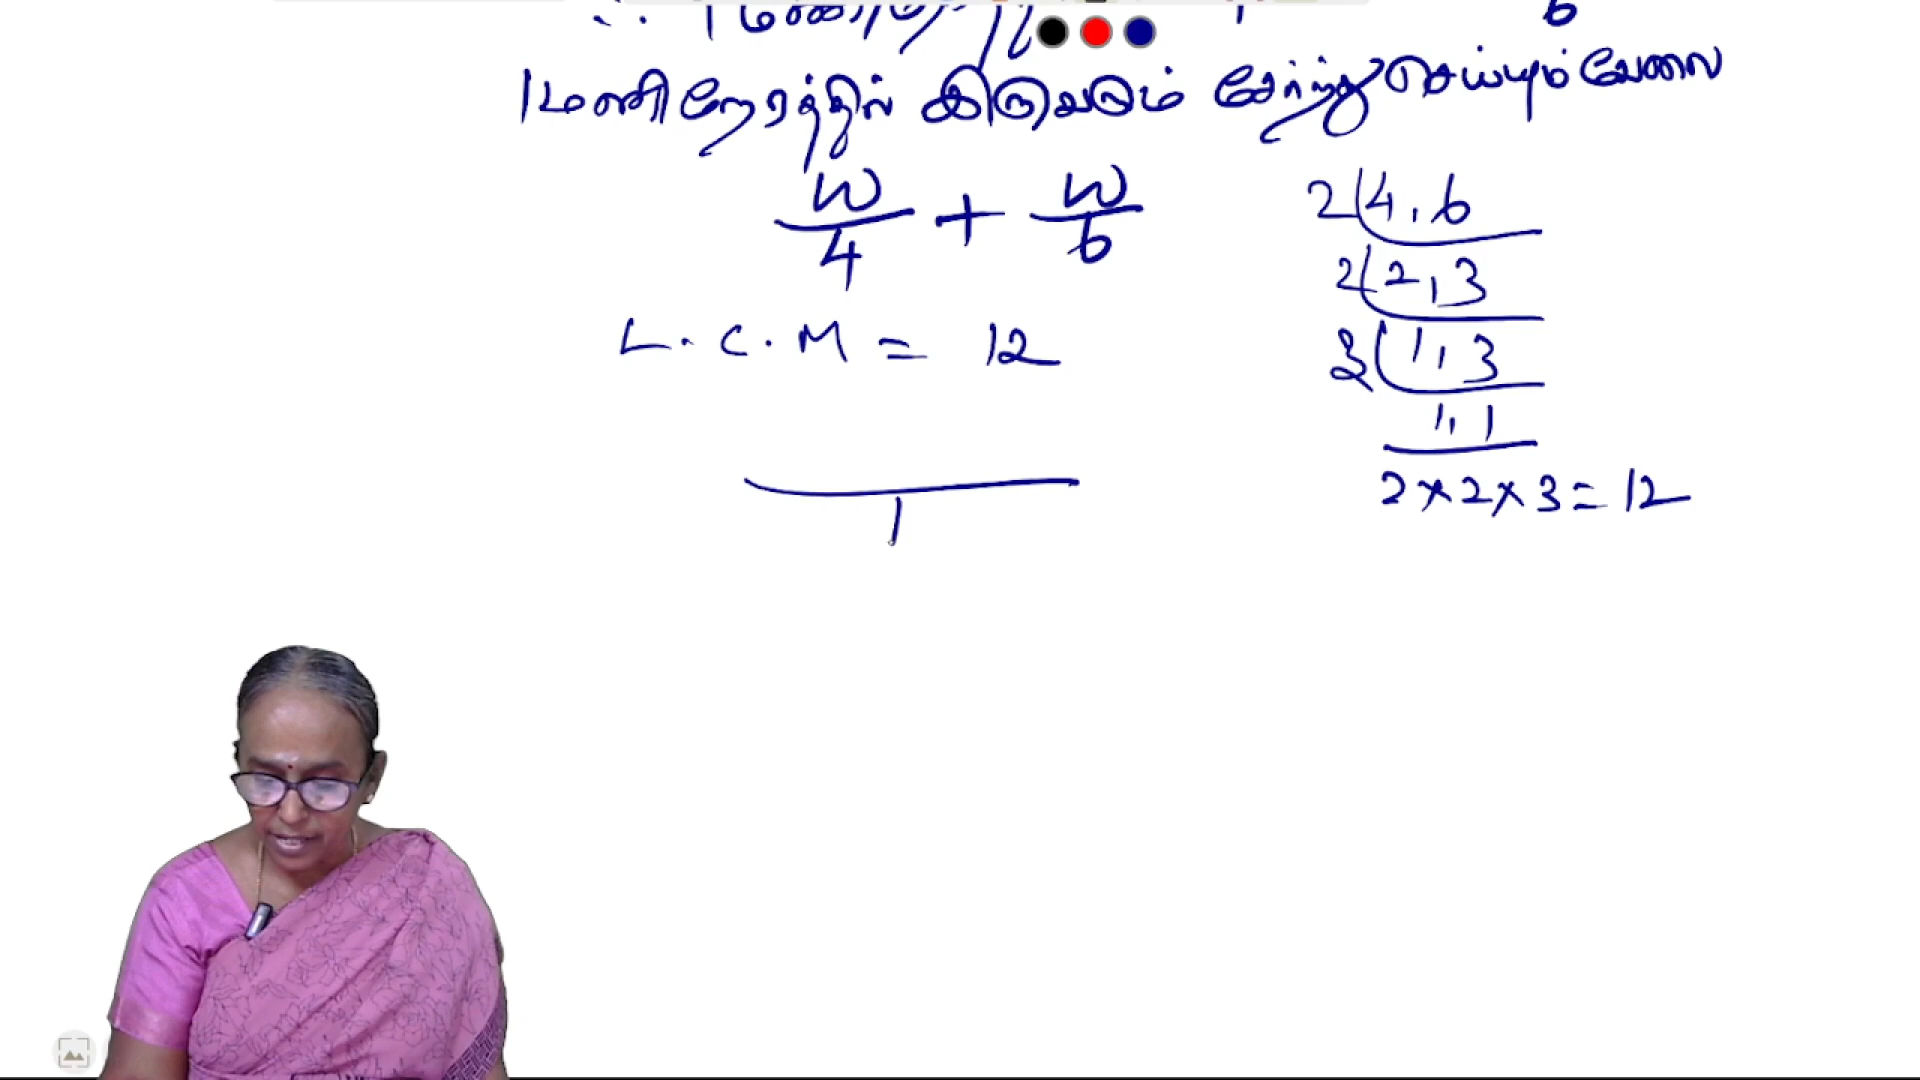 1 மணி நேரத்தில் இருவரும் சேர்ந்து செய்யும் வேலை
W/4 + W/6
L.C.M = 12
1
2 | 4, 6
2 | 2, 3
3 | 1, 3
1, 1
2 × 2 × 3 = 12